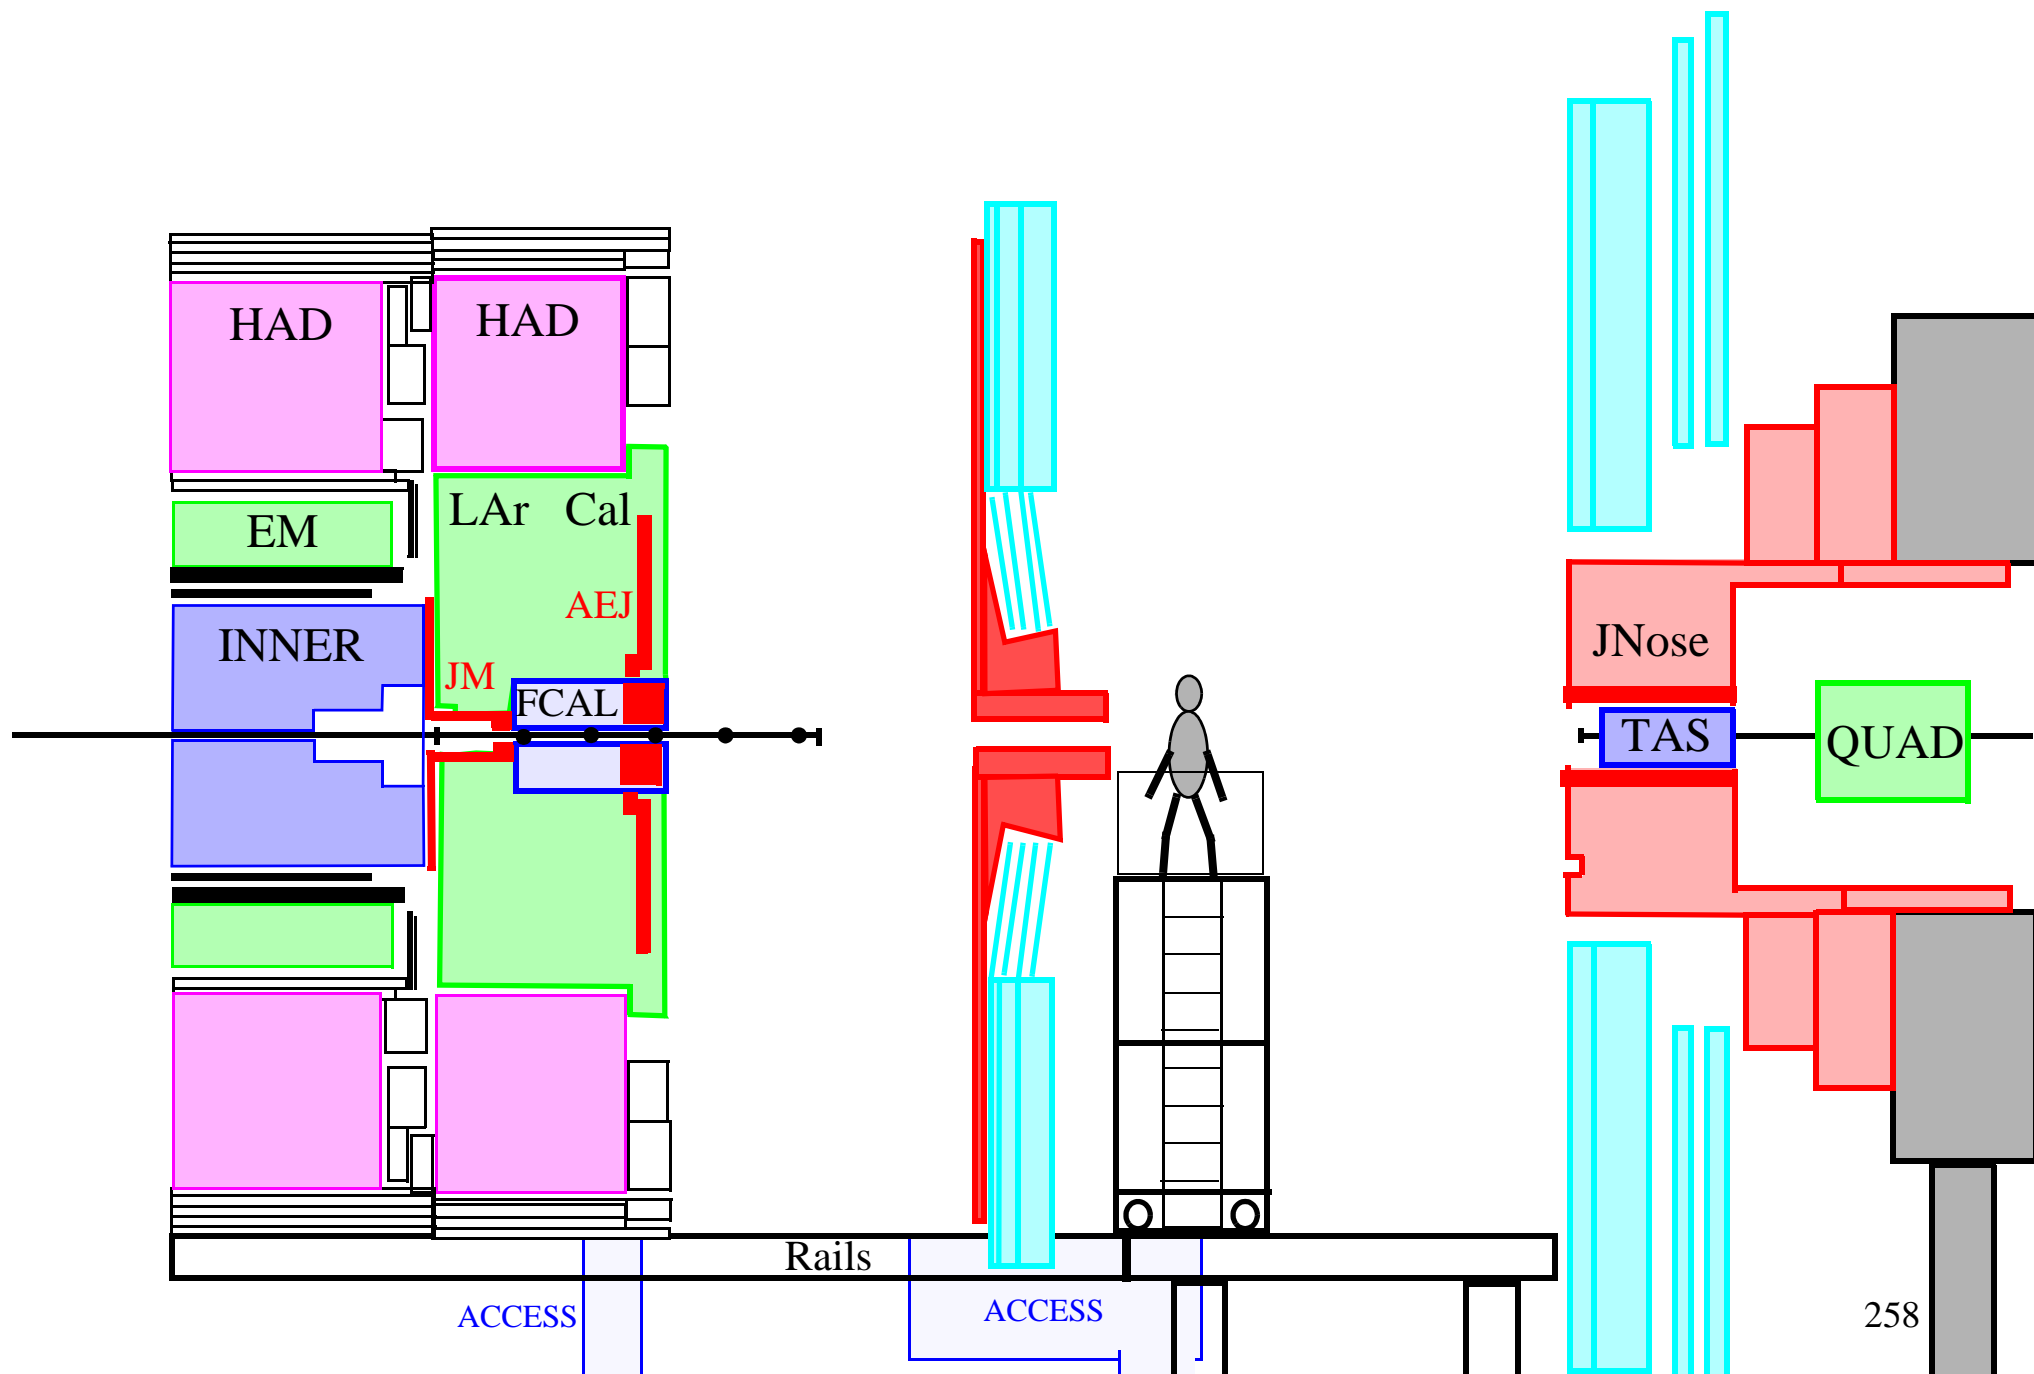 HAD
HAD
LAr Cal
EM
AEJ
INNER
JNose
JM
FCAL
TAS
QUAD
Rails
ACCESS
ACCESS
258